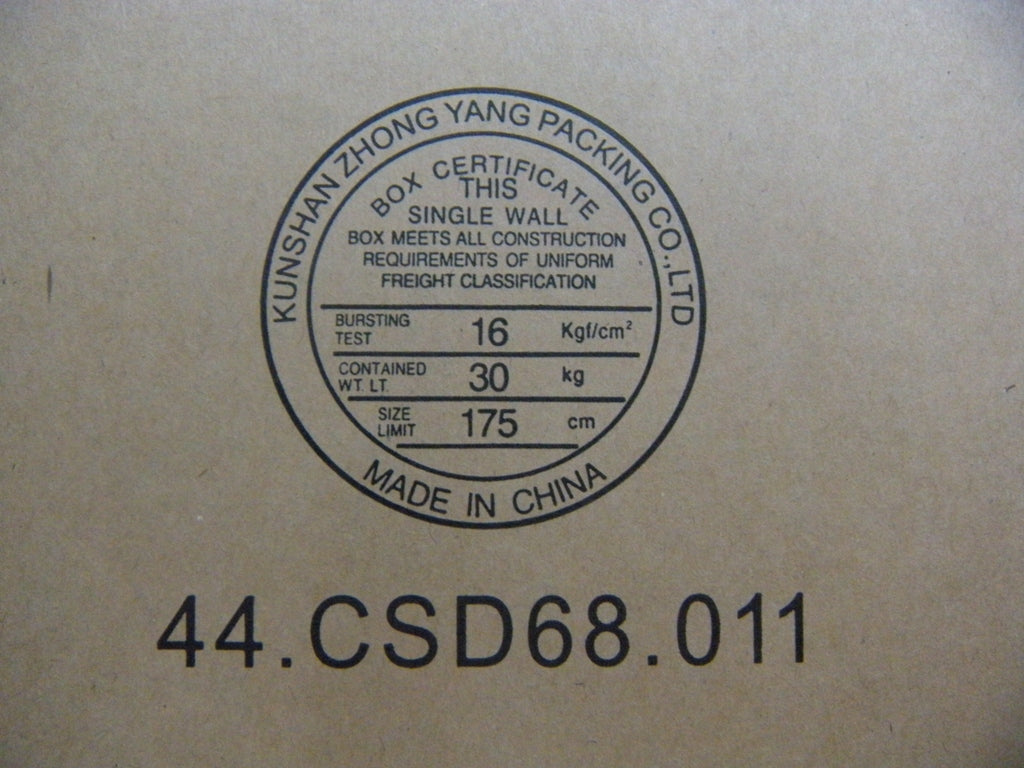 KUNSHAN ZHONG YANG PACKING CO.,LTD
BOX CERTIFICATE
THIS
SINGLE WALL
BOX MEETS ALL CONSTRUCTION
REQUIREMENTS OF UNIFORM
FREIGHT CLASSIFICATION
BURSTING TEST 16 Kgf/cm²
CONTAINED WT. LT. 30 kg
SIZE LIMIT 175 cm
MADE IN CHINA
44.CSD68.011